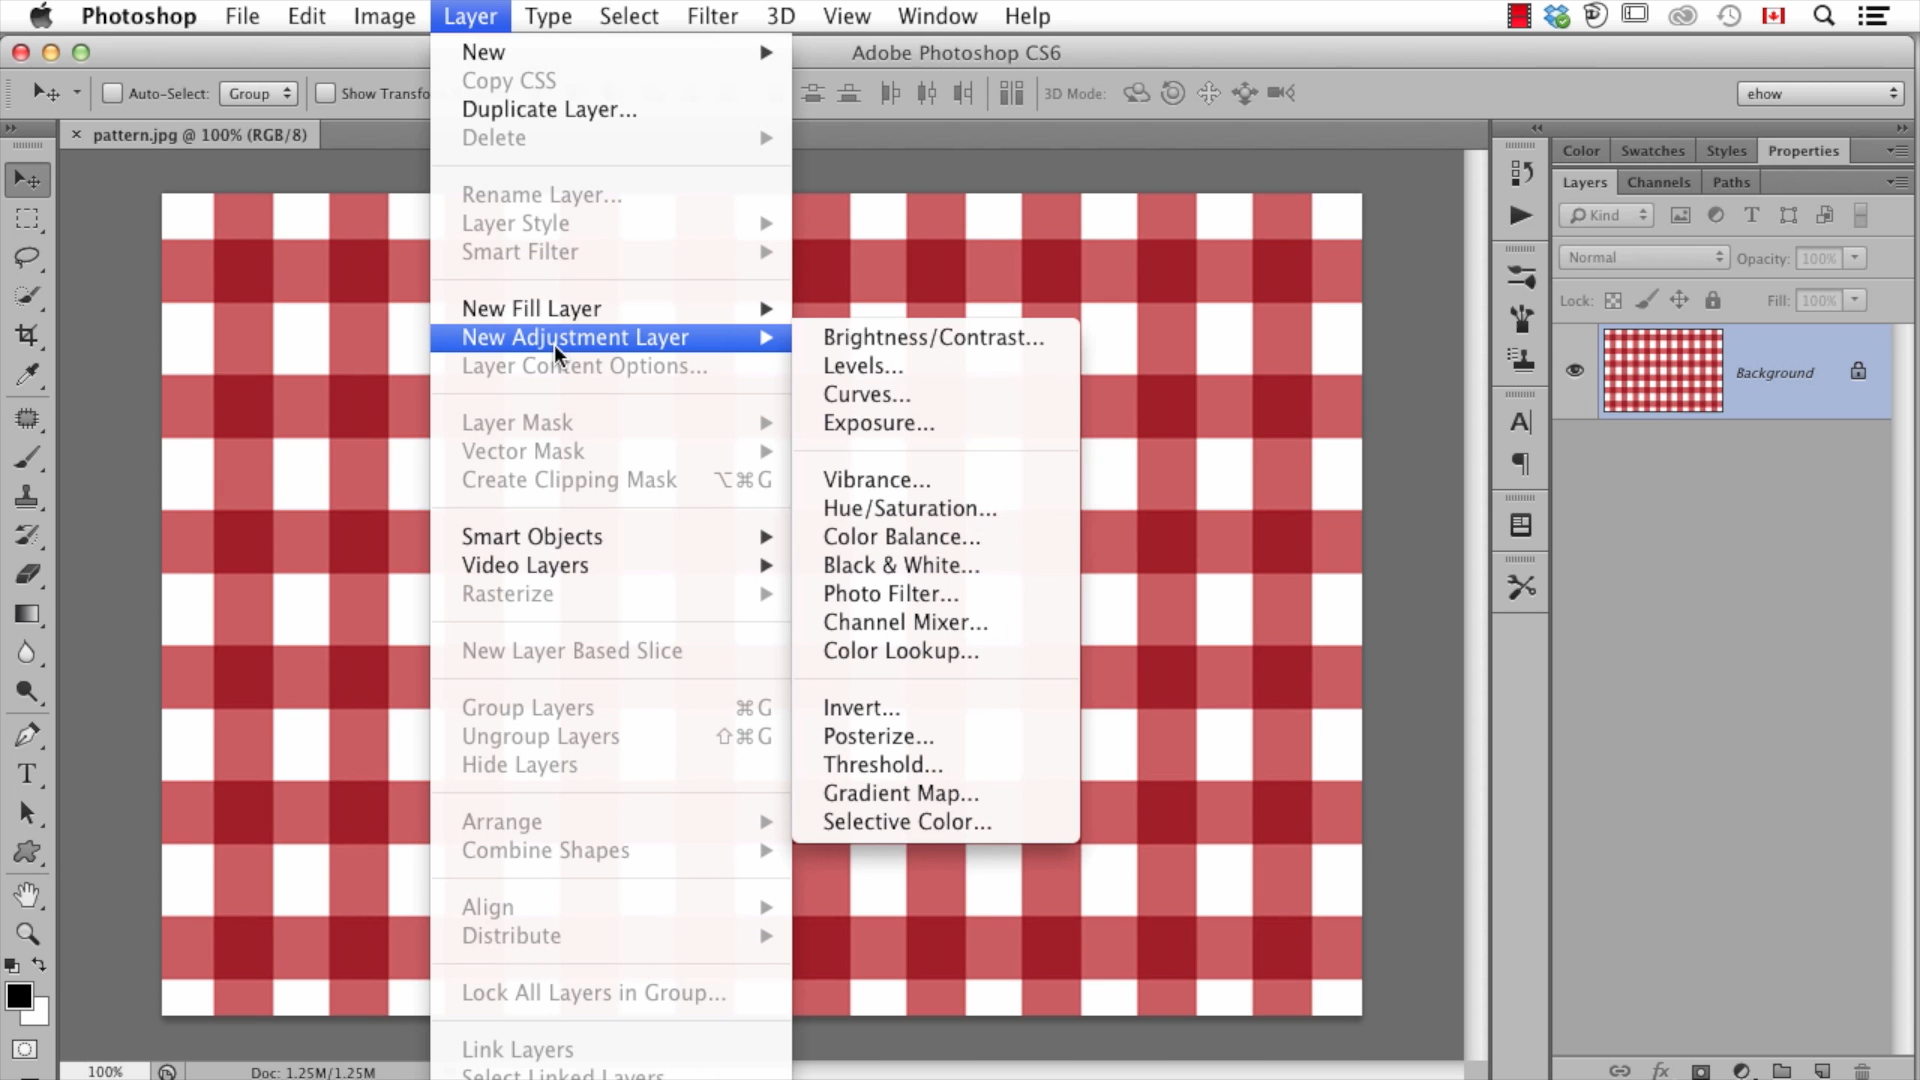 Photoshop File Edit Image Layer Type Select Filter 3D View Window Help
Adobe Photoshop CS6
Auto-Select: Group Show Transfo 3D Mode: ehow
× pattern.jpg @ 100% (RGB/8)
New
Copy CSS
Duplicate Layer...
Delete
Rename Layer...
Layer Style
Smart Filter
New Fill Layer
New Adjustment Layer
Layer Content Options...
Layer Mask
Vector Mask
Create Clipping Mask ⌥⌘G
Smart Objects
Video Layers
Rasterize
New Layer Based Slice
Group Layers ⌘G
Ungroup Layers ⇧⌘G
Hide Layers
Arrange
Combine Shapes
Align
Distribute
Lock All Layers in Group...
Link Layers
Select Linked Layers
Brightness/Contrast...
Levels...
Curves...
Exposure...
Vibrance...
Hue/Saturation...
Color Balance...
Black & White...
Photo Filter...
Channel Mixer...
Color Lookup...
Invert...
Posterize...
Threshold...
Gradient Map...
Selective Color...
Color Swatches Styles Properties
Layers Channels Paths
Kind
Normal Opacity: 100%
Lock: Fill: 100%
Background
100% Doc: 1.25M/1.25M
fx